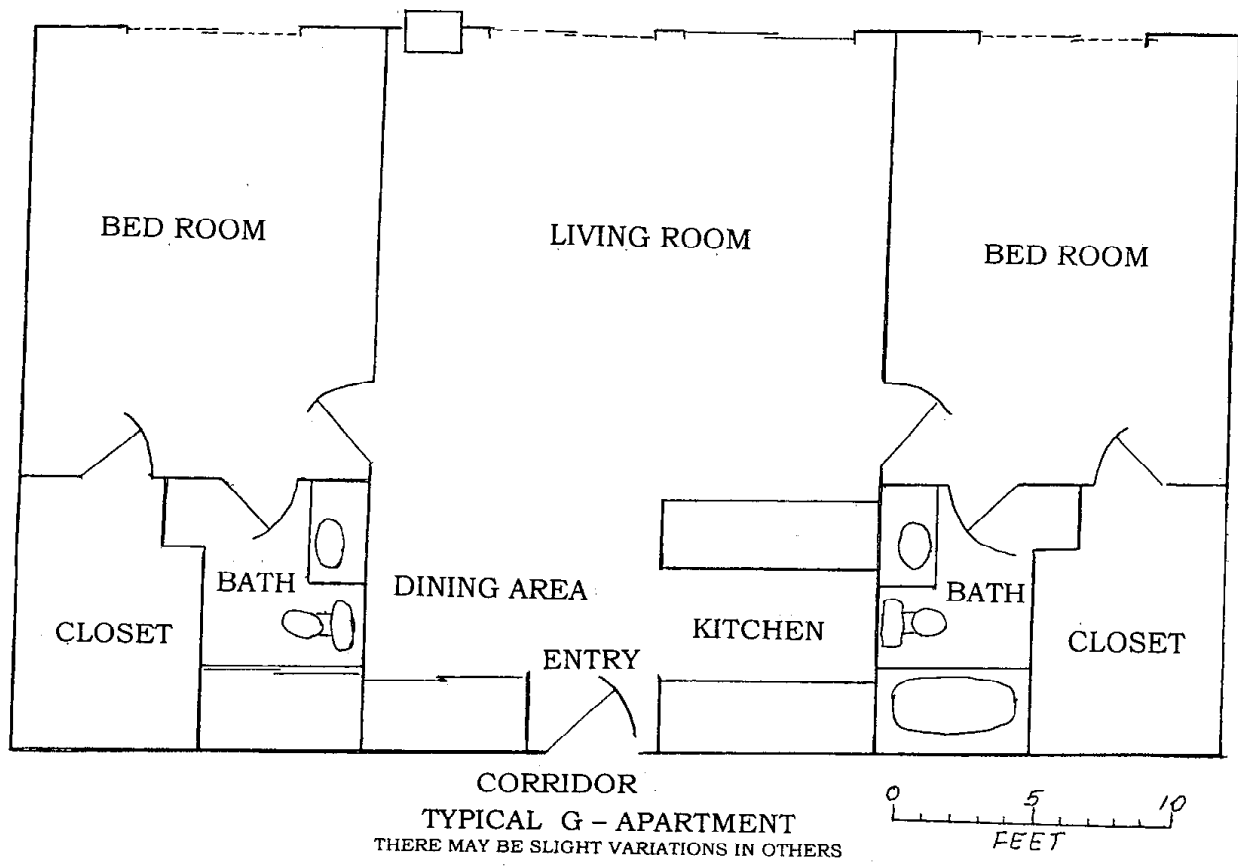 BED ROOM
LIVING ROOM
BED ROOM
BATH
DINING AREA
BATH
CLOSET
KITCHEN
CLOSET
ENTRY
CORRIDOR
TYPICAL G – APARTMENT
THERE MAY BE SLIGHT VARIATIONS IN OTHERS
0 5 10
FEET